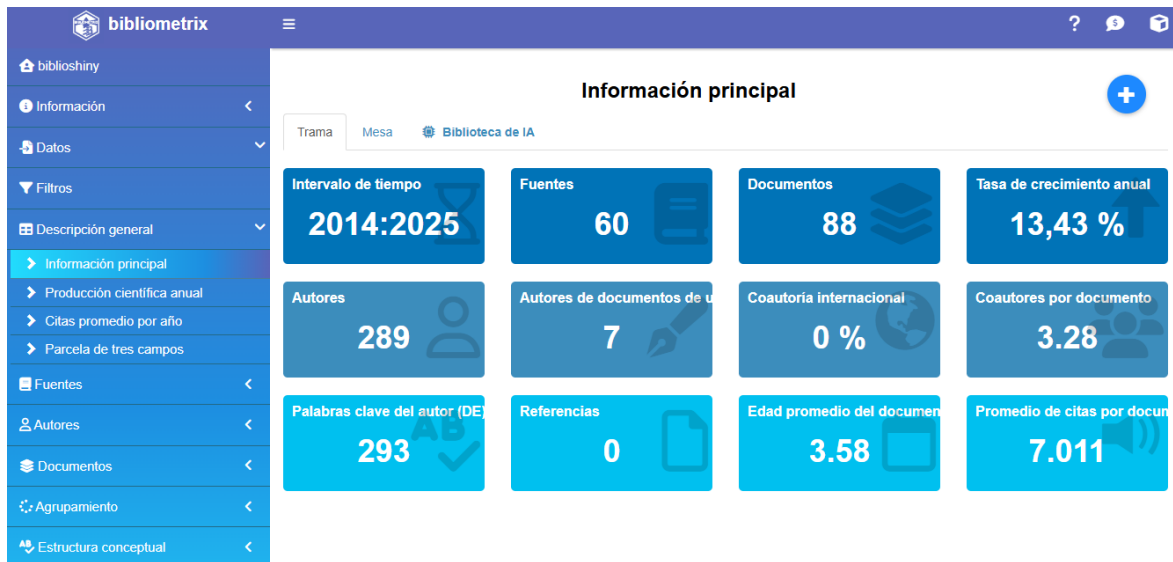 bibliometrix
biblioshiny
Información
Datos
Filtros
Descripción general
Información principal
Producción científica anual
Citas promedio por año
Parcela de tres campos
Fuentes
Autores
Documentos
Agrupamiento
Estructura conceptual
Información principal
Trama Mesa Biblioteca de IA
Intervalo de tiempo
2014:2025
Fuentes
60
Documentos
88
Tasa de crecimiento anual
13,43 %
Autores
289
Autores de documentos de u
7
Coautoría internacional
0 %
Coautores por documento
3.28
Palabras clave del autor (DE)
293
Referencias
0
Edad promedio del documen
3.58
Promedio de citas por docun
7.011